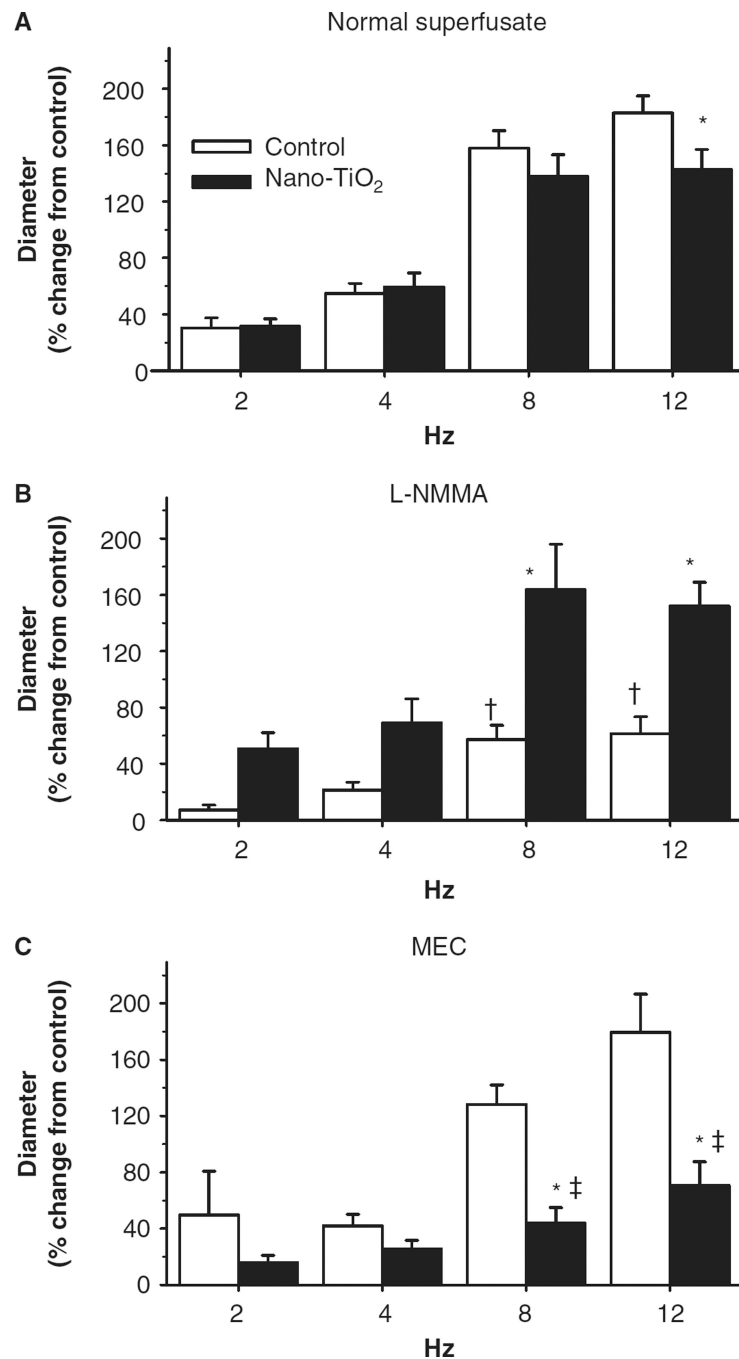 A
Normal superfusate
Diameter
(% change from control)
200
160
120
80
40
0
Control
Nano-TiO₂
*
2 4 8 12
Hz
B
L-NMMA
Diameter
(% change from control)
200
160
120
80
40
0
† * † *
2 4 8 12
Hz
C
MEC
Diameter
(% change from control)
200
160
120
80
40
0
* ‡ * ‡
2 4 8 12
Hz